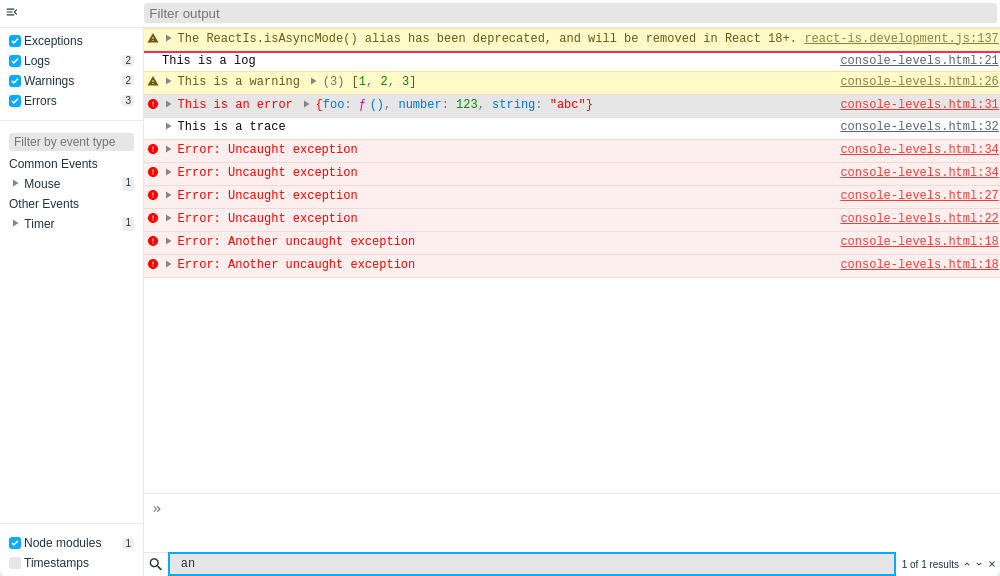 Filter output
Exceptions
Logs 2
Warnings 2
Errors 3
Filter by event type
Common Events
Mouse 1
Other Events
Timer 1
Node modules 1
Timestamps
The ReactIs.isAsyncMode() alias has been deprecated, and will be removed in React 18+. react-is.development.js:137
This is a log console-levels.html:21
This is a warning (3) [1, 2, 3] console-levels.html:26
This is an error {foo: ƒ (), number: 123, string: "abc"} console-levels.html:31
This is a trace console-levels.html:32
Error: Uncaught exception console-levels.html:34
Error: Uncaught exception console-levels.html:34
Error: Uncaught exception console-levels.html:27
Error: Uncaught exception console-levels.html:22
Error: Another uncaught exception console-levels.html:18
Error: Another uncaught exception console-levels.html:18
»
an 1 of 1 results